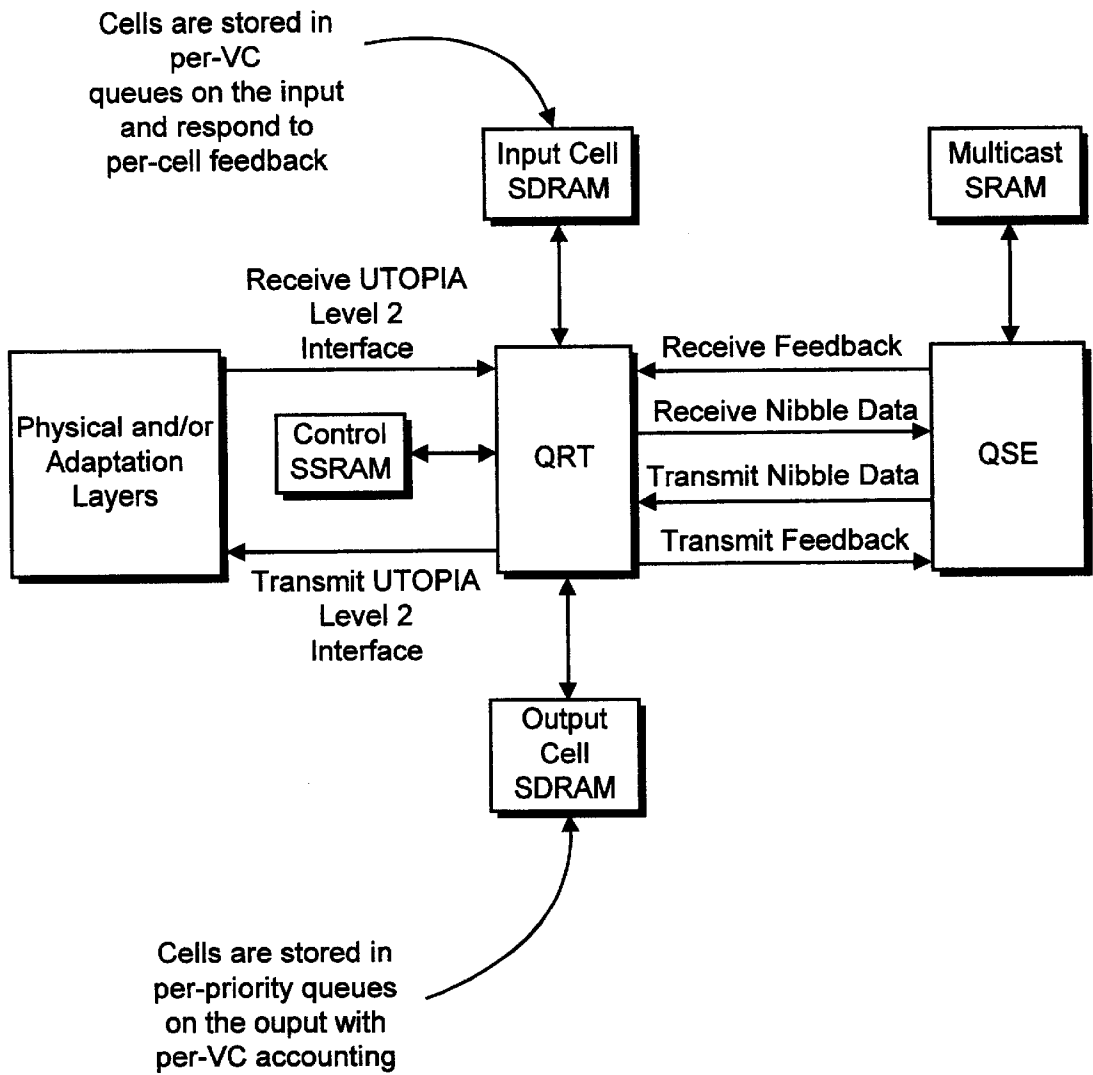 Cells are stored in
per-VC
queues on the input
and respond to
per-cell feedback
Input Cell
SDRAM
Multicast
SRAM
Receive UTOPIA
Level 2
Interface
Receive Feedback
Physical and/or
Adaptation
Layers
Control
SSRAM
QRT
Receive Nibble Data
QSE
Transmit Nibble Data
Transmit Feedback
Transmit UTOPIA
Level 2
Interface
Output
Cell
SDRAM
Cells are stored in
per-priority queues
on the ouput with
per-VC accounting